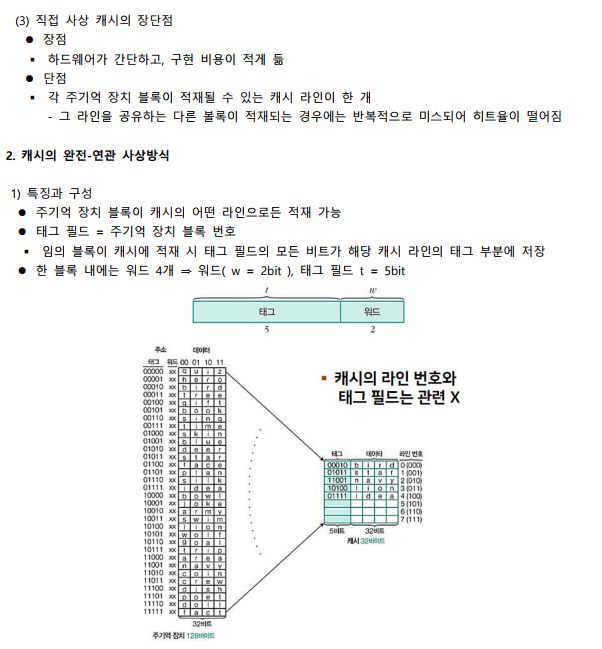 (3) 직접 사상 캐시의 장단점
● 장점
▪ 하드웨어가 간단하고, 구현 비용이 적게 듦
● 단점
▪ 각 주기억 장치 블록이 적재될 수 있는 캐시 라인이 한 개
- 그 라인을 공유하는 다른 블록이 적재되는 경우에는 반복적으로 미스되어 히트율이 떨어짐
2. 캐시의 완전-연관 사상방식
1) 특징과 구성
● 주기억 장치 블록이 캐시의 어떤 라인으로든 적재 가능
● 태그 필드 = 주기억 장치 블록 번호
▪ 임의 블록이 캐시에 적재 시 태그 필드의 모든 비트가 해당 캐시 라인의 태그 부분에 저장
● 한 블록 내에는 워드 4개 ⇒ 워드( w = 2bit ), 태그 필드 t = 5bit
t w
태그 워드
5 2
주소 데이터
태그 워드 00 01 10 11
00000 xx q u i z
00001 xx h e r o
00010 xx b i r d
00011 xx t r e e
00100 xx g i f t
00101 xx b o o k
00110 xx s i n g
00111 xx t i m e
01000 xx s k i n
01001 xx b l u e
01010 xx d e e r
01011 xx s t a r
01100 xx f a c e
01101 xx p l a n
01110 xx s i l k
01111 xx i d e a
10000 xx b o w l
10001 xx j o k e
10010 xx a r m y
10011 xx s w i m
10100 xx l i o n
10101 xx w o l f
10110 xx g o a l
10111 xx t r i p
11000 xx a r e a
11001 xx n a v y
11010 xx c o i n
11011 xx c r e w
11100 xx d i s h
11101 xx p o e t
11110 xx d o l l
11111 xx f a c t
32비트
주기억 장치 128바이트
▪ 캐시의 라인 번호와
태그 필드는 관련 X
태그 데이터 라인 번호
00010 b i r d 0 (000)
01011 s t a r 1 (001)
11001 n a v y 2 (010)
10100 l i o n 3 (011)
01111 i d e a 4 (100)
5 (101)
6 (110)
7 (111)
5비트 32비트
캐시 32바이트